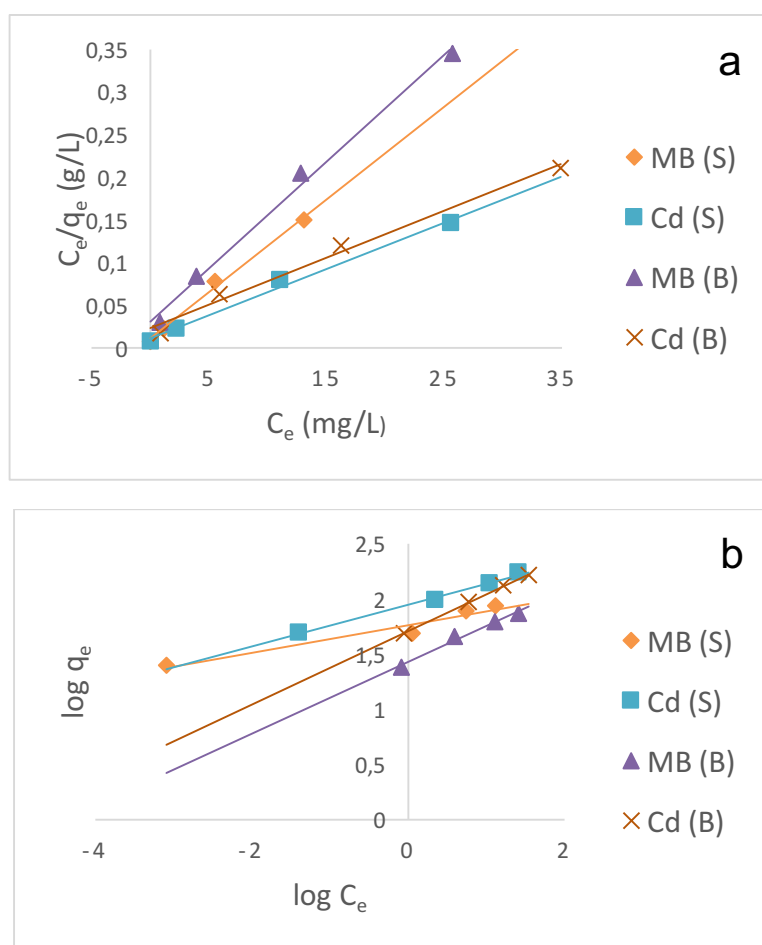 a
0,35
0,3
0,25
0,2
0,15
0,1
0,05
0
-5 5 15 25 35
Cₑ/qₑ (g/L)
Cₑ (mg/L)
MB (S)
Cd (S)
MB (B)
Cd (B)
b
2,5
2
1,5
1
0,5
0
-4 -2 0 2
log qₑ
log Cₑ
MB (S)
Cd (S)
MB (B)
Cd (B)